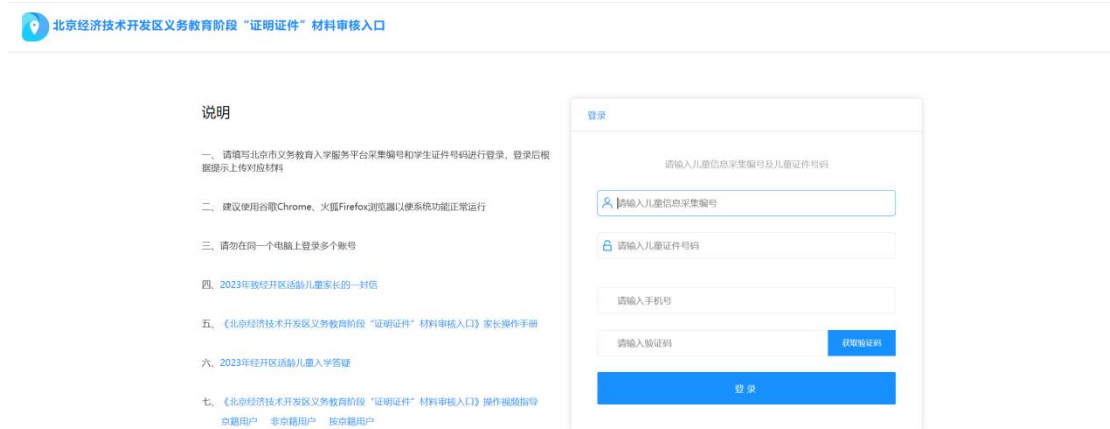 北京经济技术开发区义务教育阶段“证明证件”材料审核入口
说明
一、 请填写北京市义务教育入学服务平台采集编号和学生证件号码进行登录，登录后根
据提示上传对应材料
二、 建议使用谷歌Chrome、火狐Firefox浏览器以便系统功能正常运行
三、请勿在同一个电脑上登录多个账号
四、2023年致经开区适龄儿童家长的一封信
五、《北京经济技术开发区义务教育阶段“证明证件”材料审核入口》家长操作手册
六、2023年经开区适龄儿童入学答疑
七、《北京经济技术开发区义务教育阶段“证明证件”材料审核入口》操作视频指导
京籍用户 非京籍用户 按京籍用户
登录
请输入儿童信息采集编号及儿童证件号码
请输入儿童信息采集编号
请输入儿童证件号码
请输入手机号
请输入验证码
获取验证码
登 录